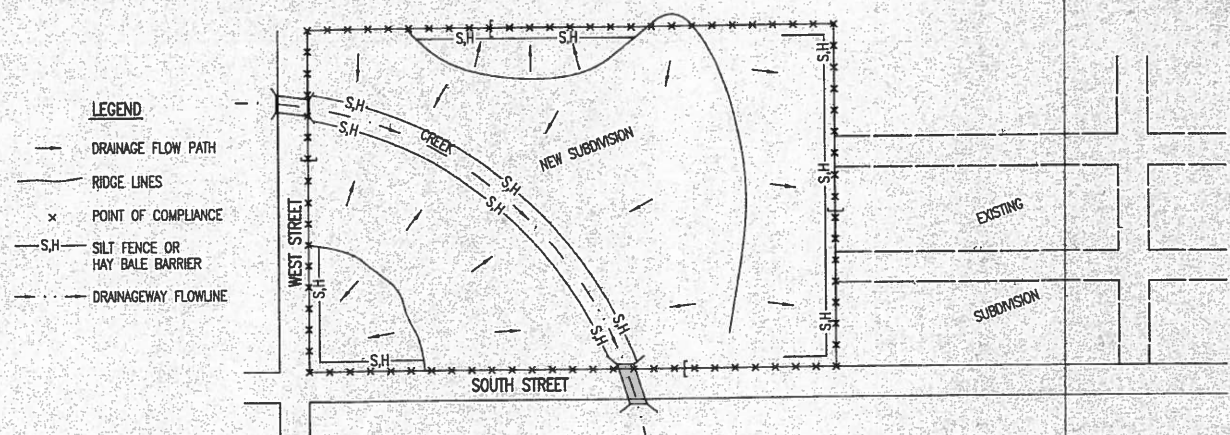 LEGEND
DRAINAGE FLOW PATH
RIDGE LINES
x POINT OF COMPLIANCE
S,H SILT FENCE OR
HAY BALE BARRIER
DRAINAGEWAY FLOWLINE
S,H
S,H
S,H
S,H
S,H
CREEK
NEW SUBDIVISION
S,H
S,H
S,H
EXISTING
WEST STREET
S,H
SUBDIVISION
S,H
S,H
S,H
S,H
SOUTH STREET